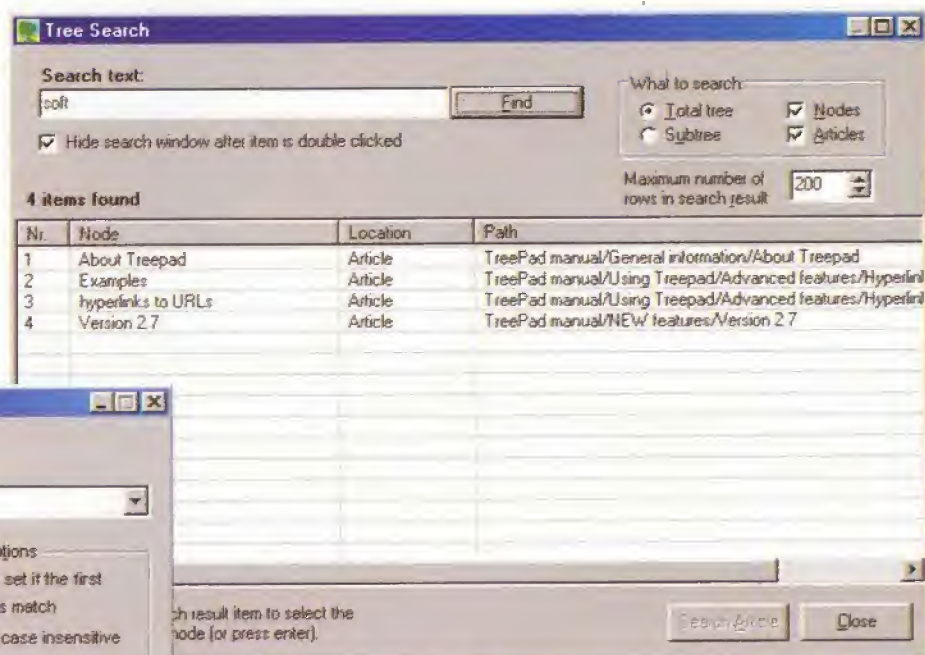 Tree Search
Search text:
soft
Find
Hide search window after item is double clicked
What to search:
Total tree
Nodes
Subtree
Articles
Maximum number of
rows in search result
200
4 items found
Nr. Node Location Path
1 About Treepad Article TreePad manual/General information/About Treepad
2 Examples Article TreePad manual/Using Treepad/Advanced features/Hyperlinl
3 hyperlinks to URLs Article TreePad manual/Using Treepad/Advanced features/Hyperlinl
4 Version 2.7 Article TreePad manual/NEW features/Version 2.7
set if the first
s match
case insensitive
result item to select the
node (or press enter).
Search Article
Close